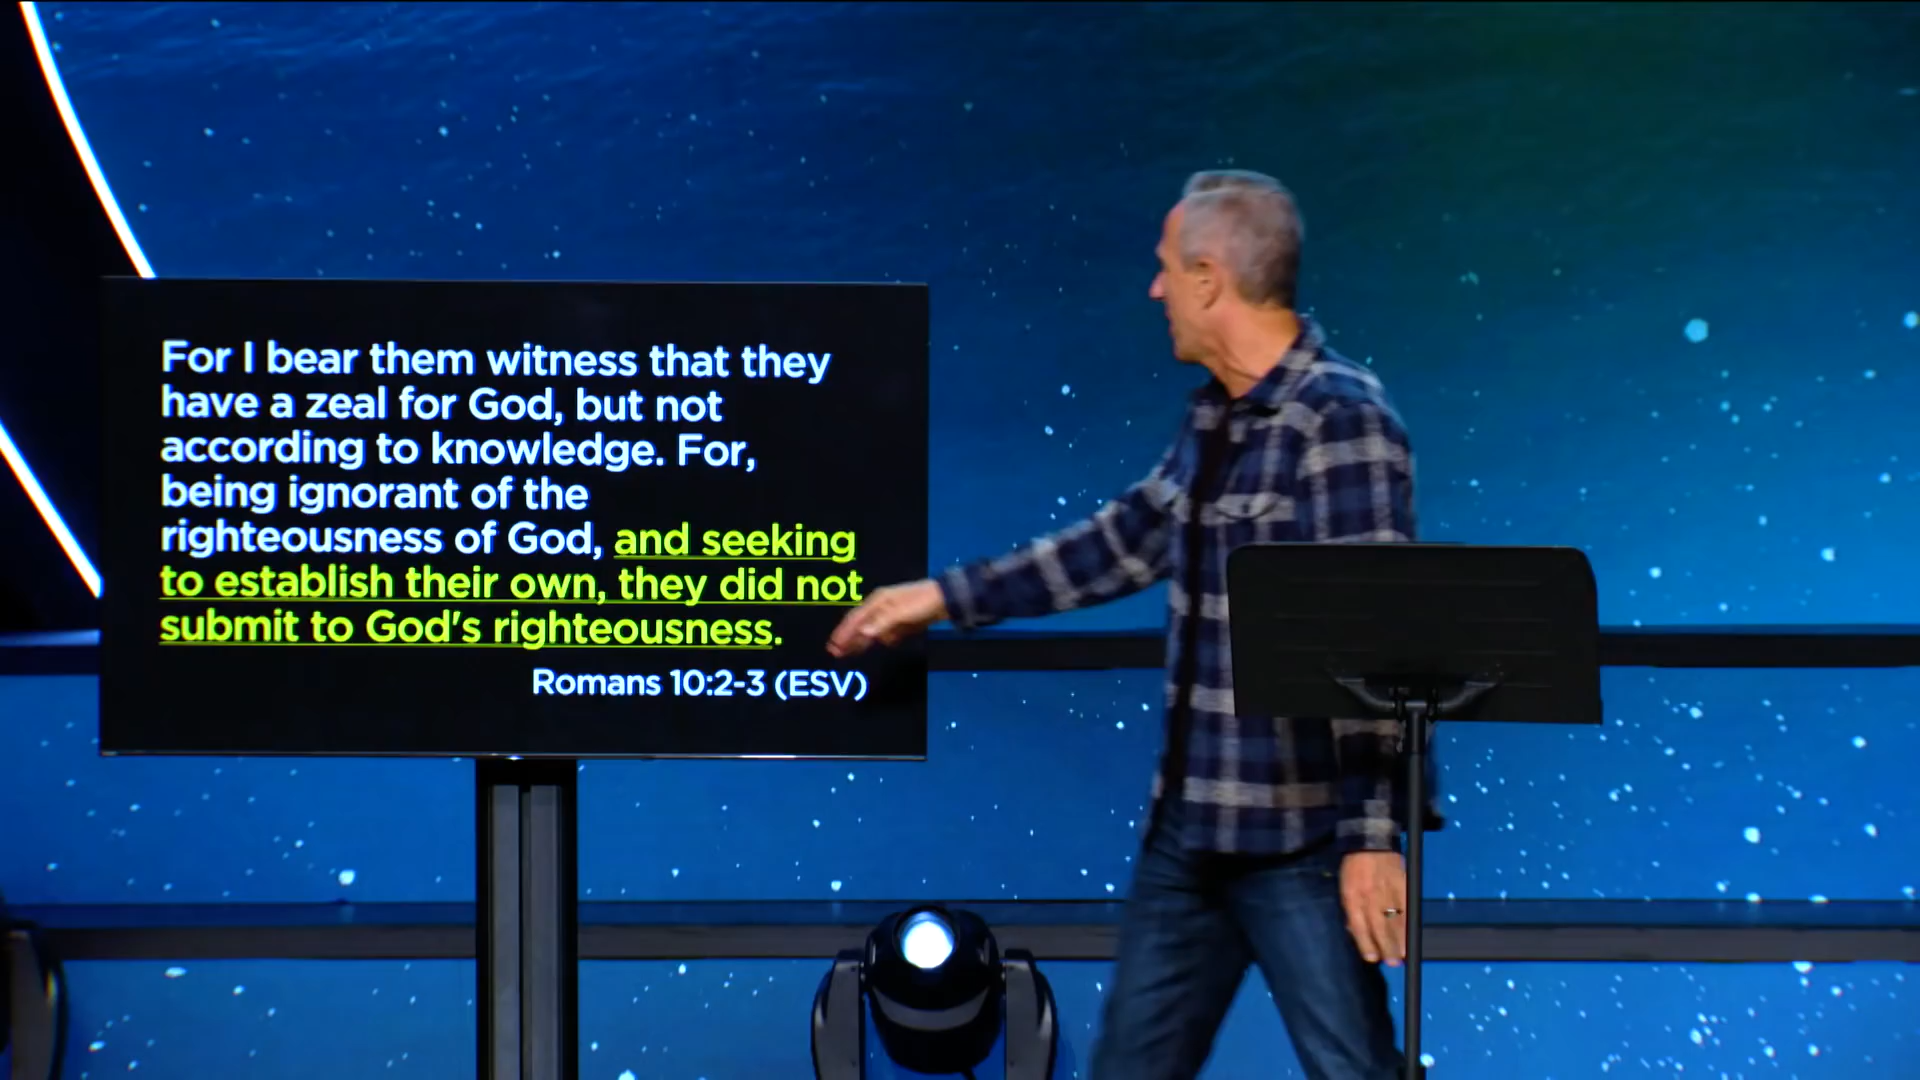 For I bear them witness that they
have a zeal for God, but not
according to knowledge. For,
being ignorant of the
righteousness of God, and seeking
to establish their own, they did not
submit to God's righteousness.
Romans 10:2-3 (ESV)